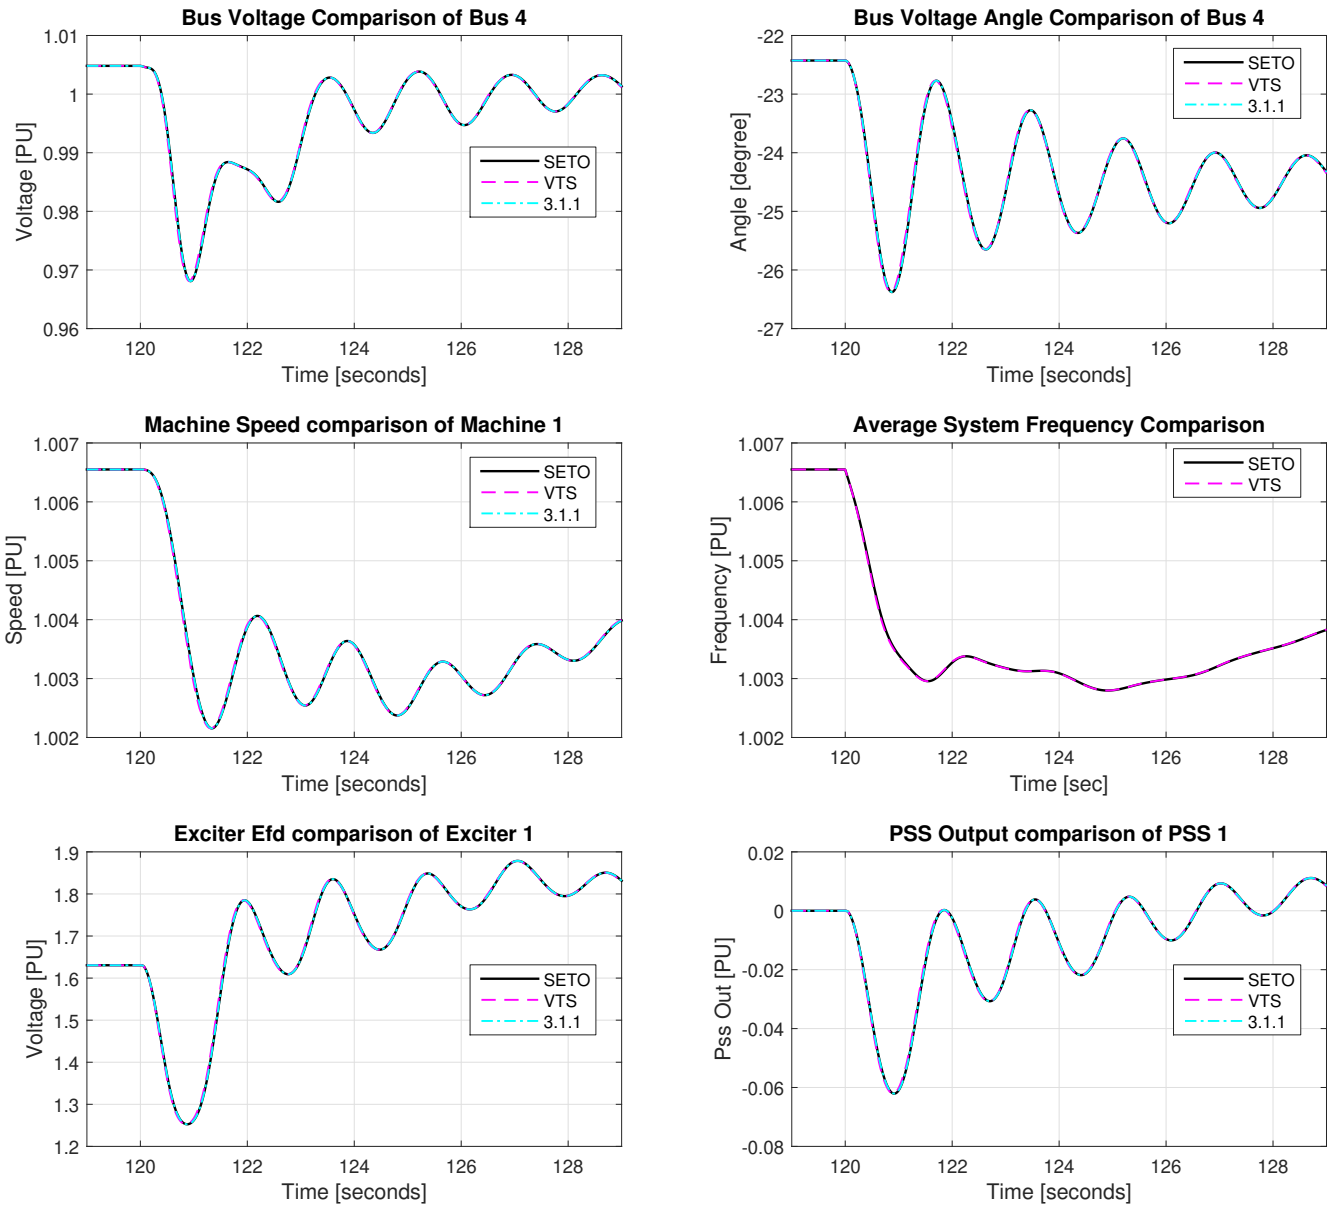 Bus Voltage Comparison of Bus 4
1.01
1
0.99
0.98
0.97
0.96
Voltage [PU]
SETO
VTS
3.1.1
120 122 124 126 128
Time [seconds]
Bus Voltage Angle Comparison of Bus 4
-22
-23
-24
-25
-26
-27
Angle [degree]
SETO
VTS
3.1.1
120 122 124 126 128
Time [seconds]
Machine Speed comparison of Machine 1
1.007
1.006
1.005
1.004
1.003
1.002
Speed [PU]
SETO
VTS
3.1.1
120 122 124 126 128
Time [seconds]
Average System Frequency Comparison
1.007
1.006
1.005
1.004
1.003
1.002
Frequency [PU]
SETO
VTS
120 122 124 126 128
Time [sec]
Exciter Efd comparison of Exciter 1
1.9
1.8
1.7
1.6
1.5
1.4
1.3
1.2
Voltage [PU]
SETO
VTS
3.1.1
120 122 124 126 128
Time [seconds]
PSS Output comparison of PSS 1
0.02
0
-0.02
-0.04
-0.06
-0.08
Pss Out [PU]
SETO
VTS
3.1.1
120 122 124 126 128
Time [seconds]